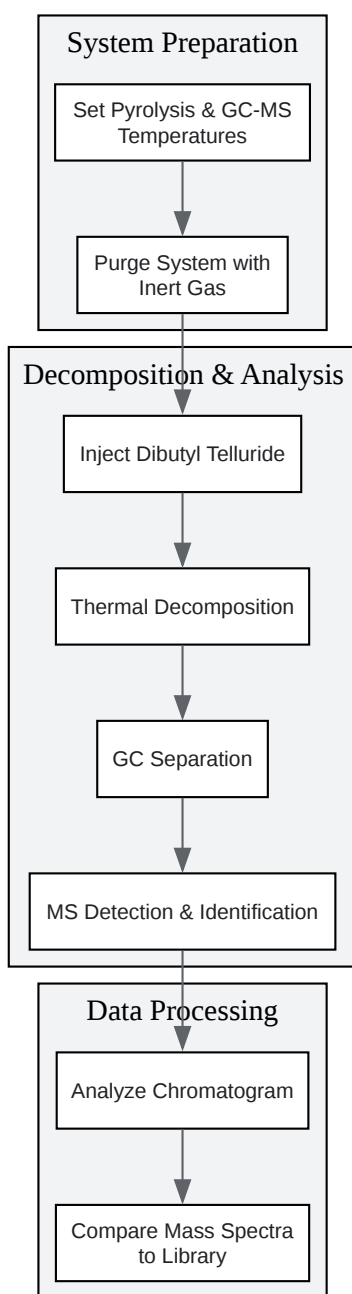 System Preparation
Set Pyrolysis & GC-MS
Temperatures
Purge System with
Inert Gas
Decomposition & Analysis
Inject Dibutyl Telluride
Thermal Decomposition
GC Separation
MS Detection & Identification
Data Processing
Analyze Chromatogram
Compare Mass Spectra
to Library